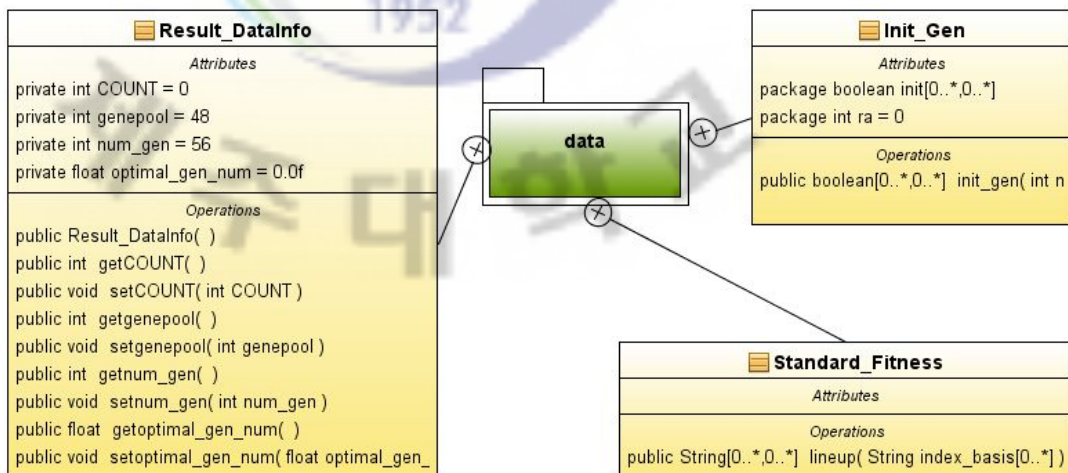 1952
Result_DataInfo
Attributes
private int COUNT = 0
private int genepool = 48
private int num_gen = 56
private float optimal_gen_num = 0.0f
Operations
public Result_DataInfo( )
public int getCOUNT( )
public void setCOUNT( int COUNT )
public int getgenepool( )
public void setgenepool( int genepool )
public int getnum_gen( )
public void setnum_gen( int num_gen )
public float getoptimal_gen_num( )
public void setoptimal_gen_num( float optimal_gen_
data
Init_Gen
Attributes
package boolean init[0..*,0..*]
package int ra = 0
Operations
public boolean[0..*,0..*] init_gen( int n
Standard_Fitness
Attributes
Operations
public String[0..*,0..*] lineup( String index_basis[0..*] )
대학교